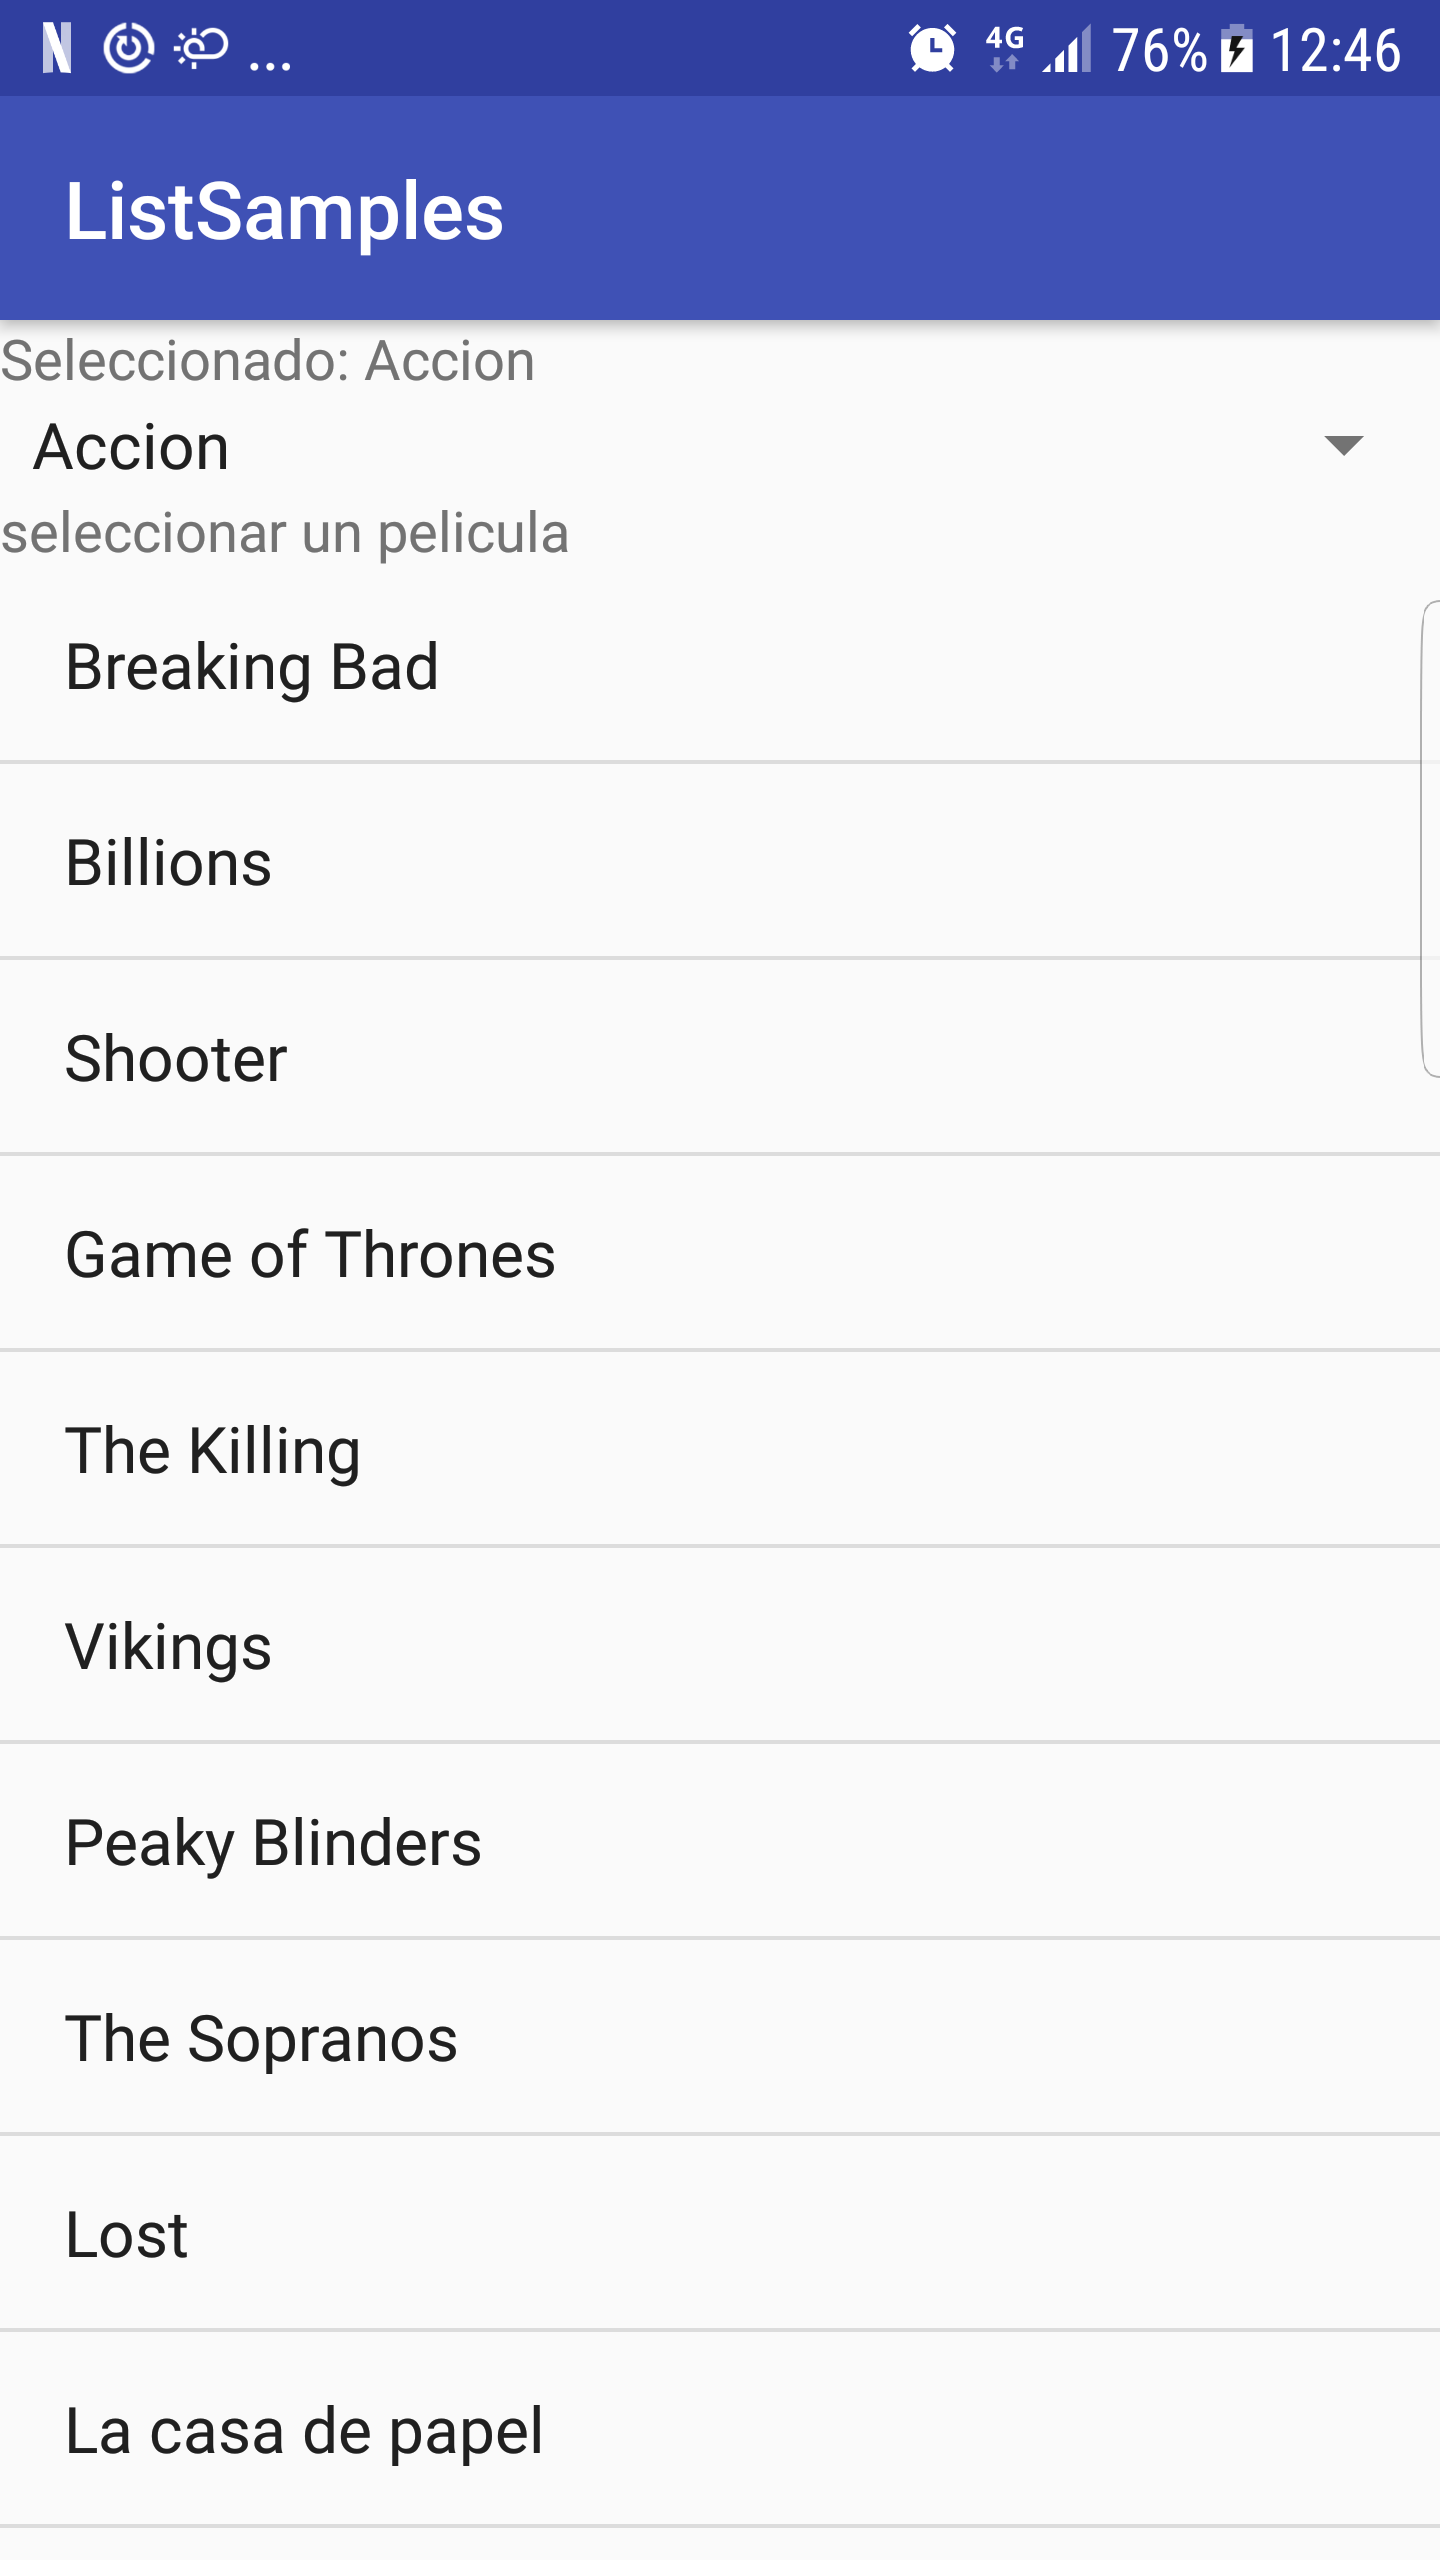 N ... 4G 76% 12:46
ListSamples
Seleccionado: Accion
Accion
seleccionar un pelicula
Breaking Bad
Billions
Shooter
Game of Thrones
The Killing
Vikings
Peaky Blinders
The Sopranos
Lost
La casa de papel